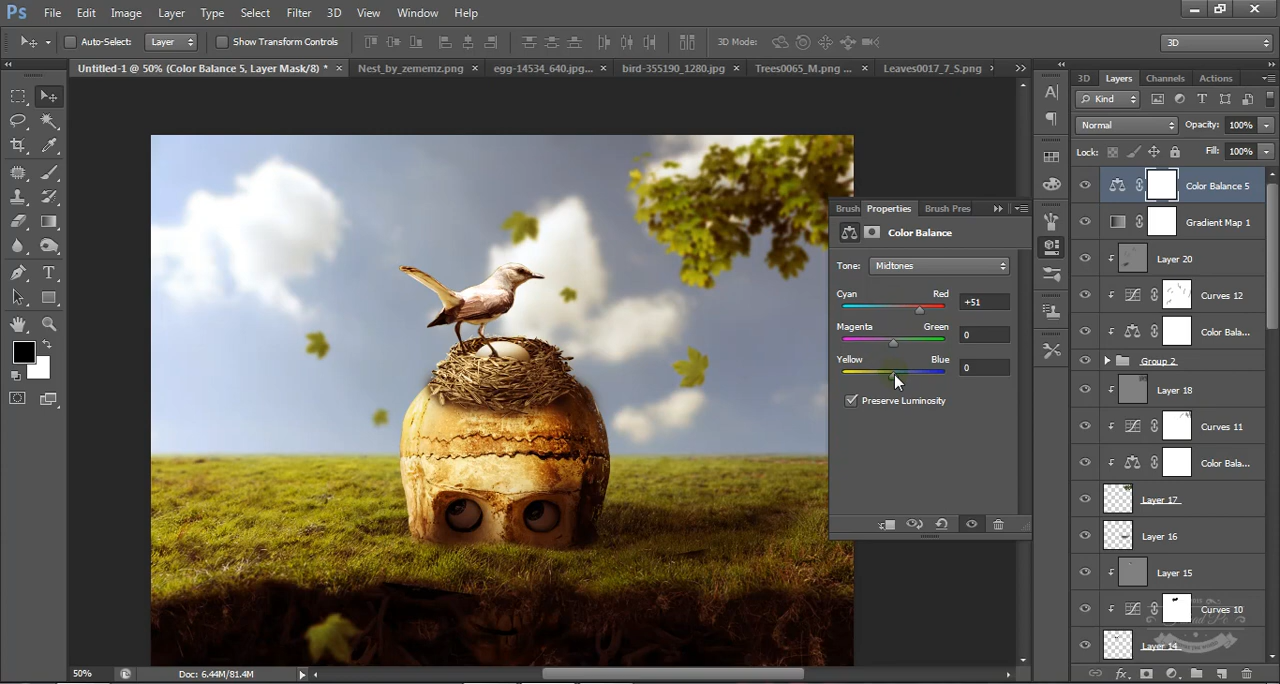 Ps File Edit Image Layer Type Select Filter 3D View Window Help
Auto-Select: Layer Show Transform Controls 3D Mode: 3D
Untitled-1 @ 50% (Color Balance 5, Layer Mask/8) * × Nest_by_zememz.png × egg-14534_640.jpg... × bird-355190_1280.jpg × Trees0065_M.png ... × Leaves0017_7_S.png ×
3D Layers Channels Actions
Kind
Normal Opacity: 100%
Lock: Fill: 100%
Color Balance 5
Gradient Map 1
Layer 20
Curves 12
Color Bala...
Group 2
Layer 18
Curves 11
Color Bala...
Layer 17
Layer 16
Layer 15
Curves 10
Layer 14
Brush Properties Brush Pres
Color Balance
Tone: Midtones
Cyan Red +51
Magenta Green 0
Yellow Blue 0
Preserve Luminosity
50% Doc: 6.44M/81.4M